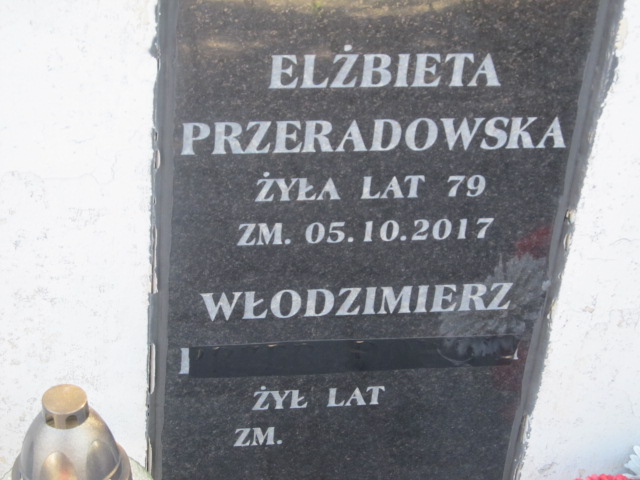 ELŻBIETA
PRZERADOWSKA
ŻYŁA LAT 79
ZM. 05.10.2017
WŁODZIMIERZ
ŻYŁ LAT
ZM.